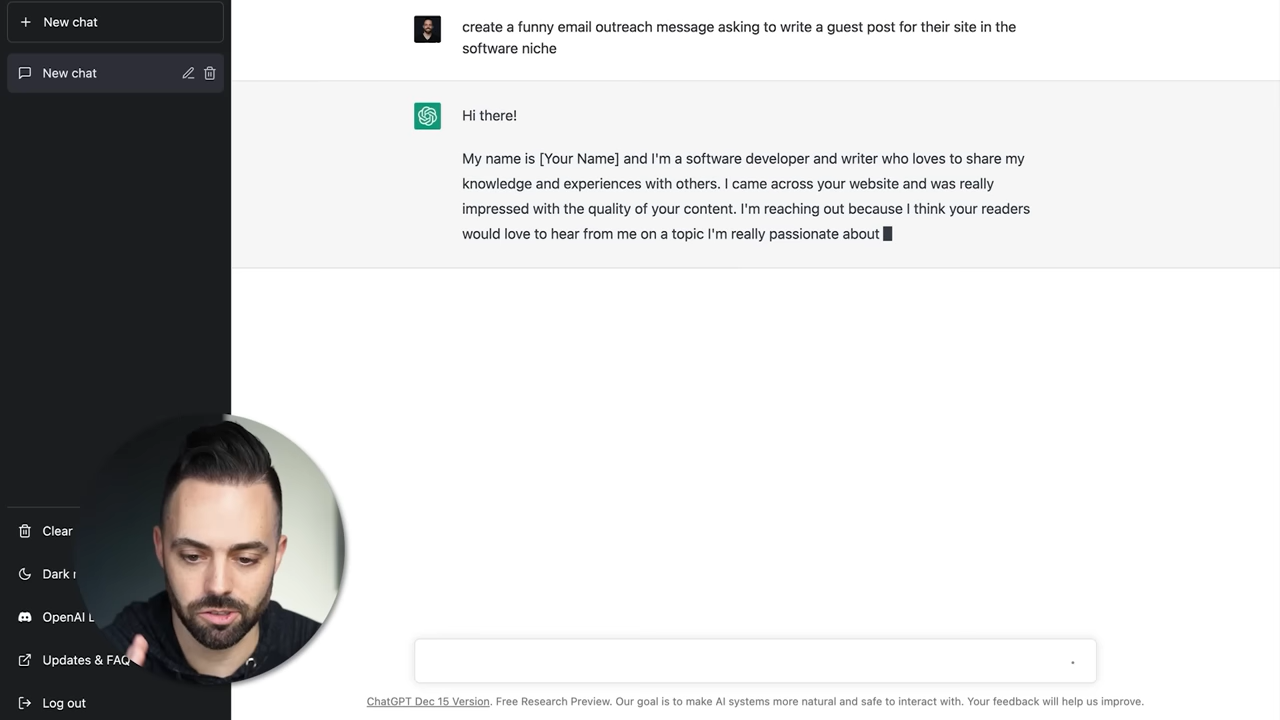 New chat
New chat
create a funny email outreach message asking to write a guest post for their site in the
software niche
Hi there!
My name is [Your Name] and I'm a software developer and writer who loves to share my
knowledge and experiences with others. I came across your website and was really
impressed with the quality of your content. I'm reaching out because I think your readers
would love to hear from me on a topic I'm really passionate about
Clear
Dark
OpenAI
Updates & FAQ
Log out
ChatGPT Dec 15 Version. Free Research Preview. Our goal is to make AI systems more natural and safe to interact with. Your feedback will help us improve.